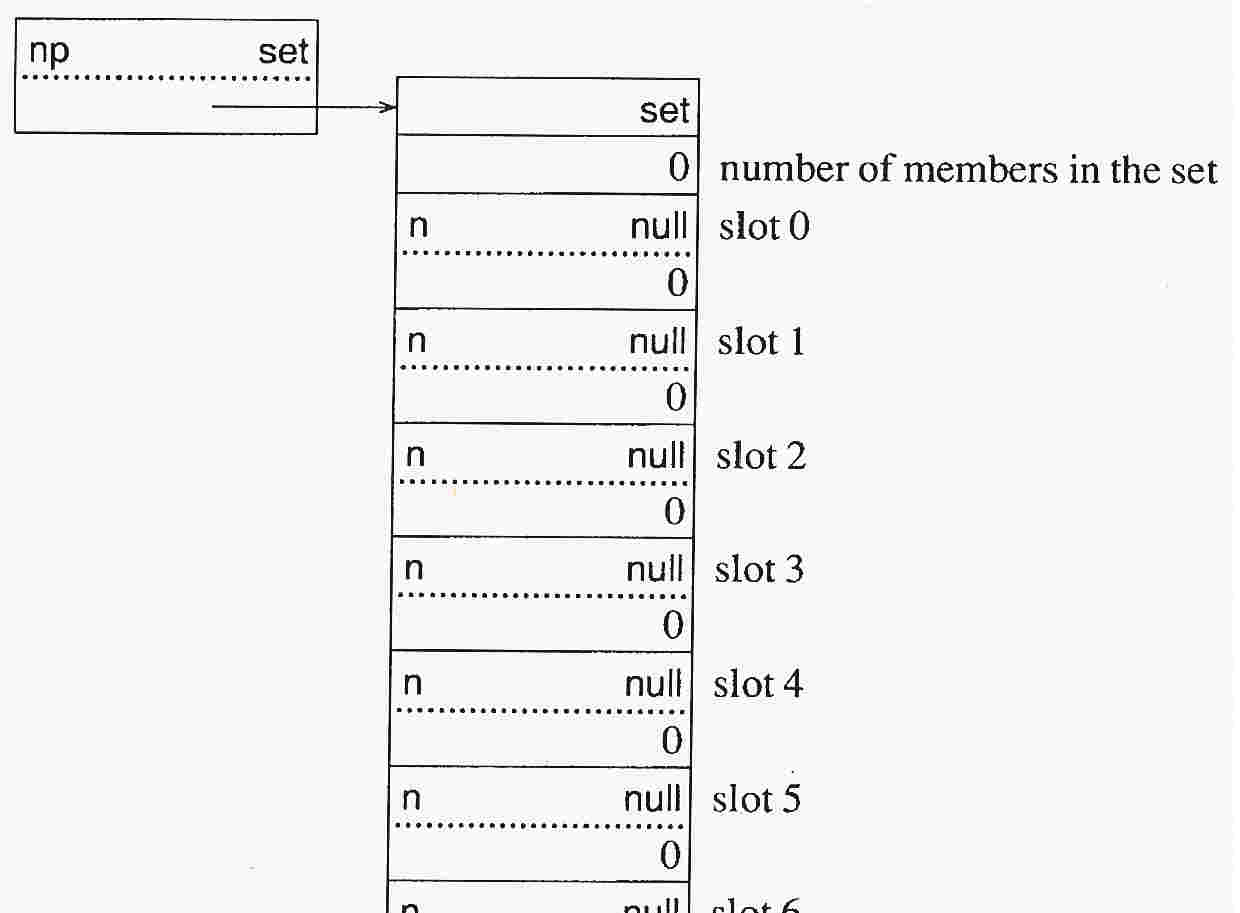 np set
set
0 number of members in the set
n null slot 0
0
n null slot 1
0
n null slot 2
0
n null slot 3
0
n null slot 4
0
n null slot 5
0
n null slot 6